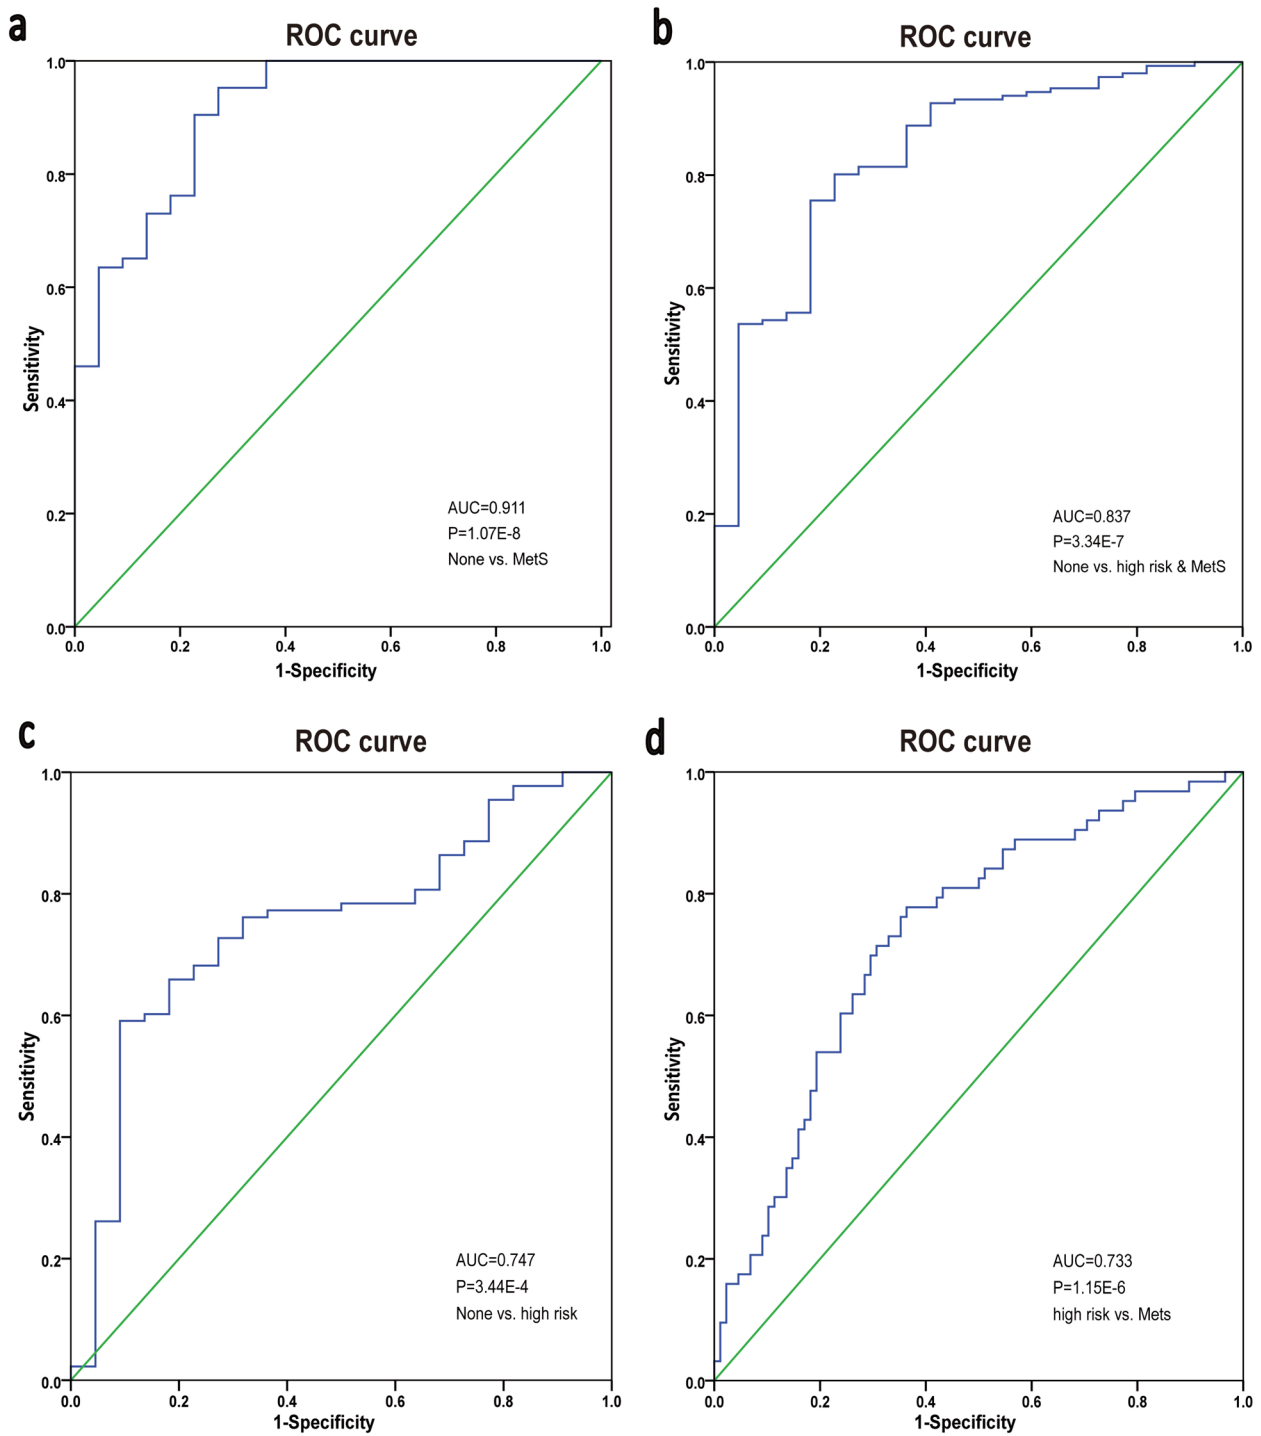 a
ROC curve
1.0
0.8
0.6
0.4
0.2
0.0
Sensitivity
AUC=0.911
P=1.07E-8
None vs. MetS
0.0 0.2 0.4 0.6 0.8 1.0
1-Specificity
b
ROC curve
1.0
0.8
0.6
0.4
0.2
0.0
Sensitivity
AUC=0.837
P=3.34E-7
None vs. high risk & MetS
0.0 0.2 0.4 0.6 0.8 1.0
1-Specificity
c
ROC curve
1.0
0.8
0.6
0.4
0.2
0.0
Sensitivity
AUC=0.747
P=3.44E-4
None vs. high risk
0.0 0.2 0.4 0.6 0.8 1.0
1-Specificity
d
ROC curve
1.0
0.8
0.6
0.4
0.2
0.0
Sensitivity
AUC=0.733
P=1.15E-6
high risk vs. Mets
0.0 0.2 0.4 0.6 0.8 1.0
1-Specificity